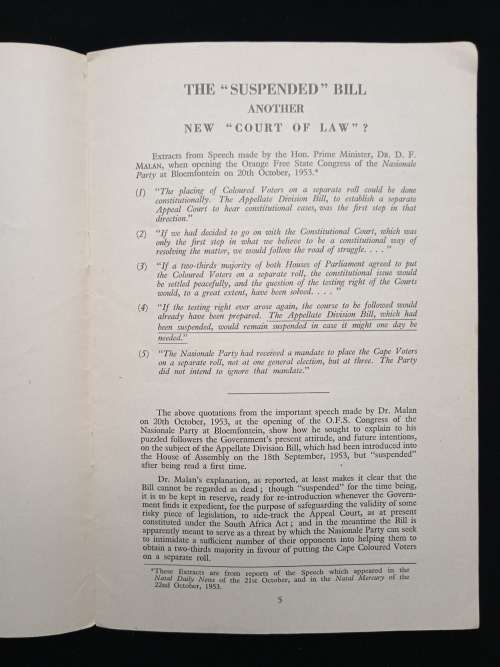 THE “SUSPENDED” BILL
ANOTHER
NEW “COURT OF LAW”?
Extracts from Speech made by the Hon. Prime Minister, DR. D. F.
MALAN, when opening the Orange Free State Congress of the Nasionale
Party at Bloemfontein on 20th October, 1953.*
(1) “The placing of Coloured Voters on a separate roll could be done
constitutionally. The Appellate Division Bill, to establish a separate
Appeal Court to hear constitutional cases, was the first step in that
direction.”
(2) “If we had decided to go on with the Constitutional Court, which was
only the first step in what we believe to be a constitutional way of
resolving the matter, we would follow the road of struggle. . . . ”
(3) “If a two-thirds majority of both Houses of Parliament agreed to put
the Coloured Voters on a separate roll, the constitutional issue would
be settled peacefully, and the question of the testing right of the Courts
would, to a great extent, have been solved. . . . ”
(4) “If the testing right ever arose again, the course to be followed would
already have been prepared. The Appellate Division Bill, which had
been suspended, would remain suspended in case it might one day be
needed.”
(5) “The Nasionale Party had received a mandate to place the Cape Voters
on a separate roll, not at one general election, but at three. The Party
did not intend to ignore that mandate.”
The above quotations from the important speech made by Dr. Malan
on 20th October, 1953, at the opening of the O.F.S. Congress of the
Nasionale Party at Bloemfontein, show how he sought to explain to his
puzzled followers the Government’s present attitude, and future intentions,
on the subject of the Appellate Division Bill, which had been introduced into
the House of Assembly on the 18th September, 1953, but “suspended”
after being read a first time.
Dr. Malan’s explanation, as reported, at least makes it clear that the
Bill cannot be regarded as dead ; though “suspended” for the time being,
it is to be kept in reserve, ready for re-introduction whenever the Govern-
ment finds it expedient, for the purpose of safeguarding the validity of some
risky piece of legislation, to side-track the Appeal Court, as at present
constituted under the South Africa Act ; and in the meantime the Bill is
apparently meant to serve as a threat by which the Nasionale Party can seek
to intimidate a sufficient number of their opponents into helping them to
obtain a two-thirds majority in favour of putting the Cape Coloured Voters
on a separate roll.
*These Extracts are from reports of the Speech which appeared in the
Natal Daily News of the 21st October, and in the Natal Mercury of the
22nd October, 1953.
5